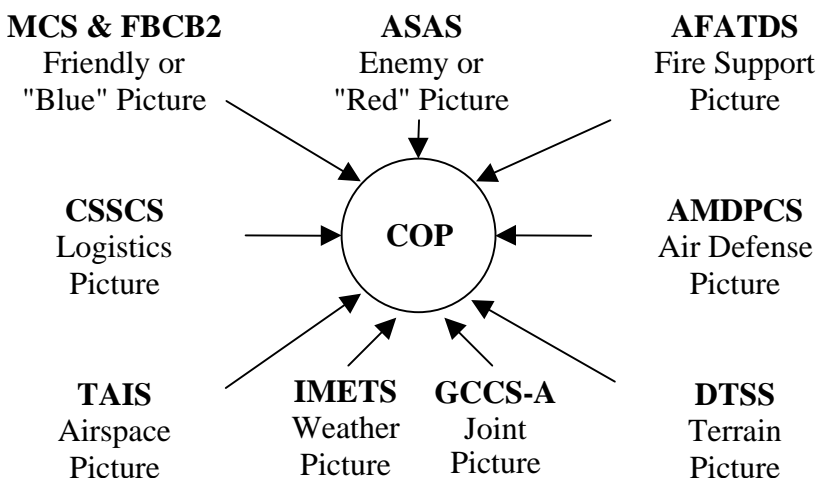 MCS & FBCB2
Friendly or
"Blue" Picture
ASAS
Enemy or
"Red" Picture
AFATDS
Fire Support
Picture
CSSCS
Logistics
Picture
COP
AMDPCS
Air Defense
Picture
TAIS
Airspace
Picture
IMETS
Weather
Picture
GCCS-A
Joint
Picture
DTSS
Terrain
Picture